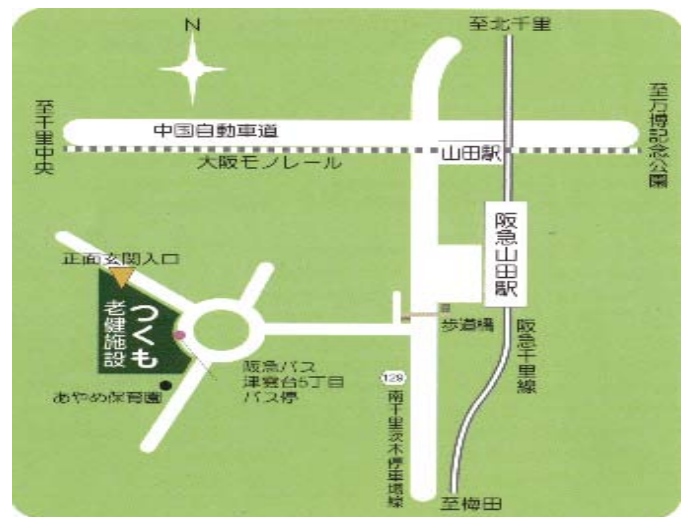 N
至北千里
至千里中央
中国自動車道
至万博記念公園
大阪モノレール
山田駅
阪急山田駅
正面玄関入口
老健施設
つくも
歩道橋
阪急千里線
阪急バス
津雲台5丁目
バス停
あやめ保育園
129
南千里茨木停車場線
至梅田